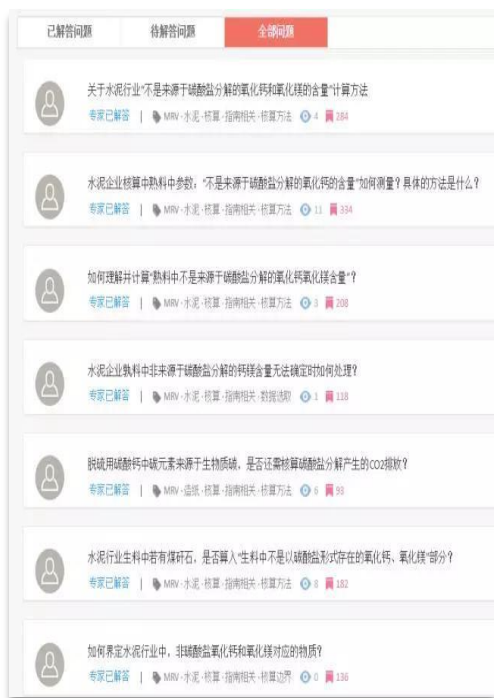 已解答问题 待解答问题 全部问题
关于水泥行业“不是来源于碳酸盐分解的氧化钙和氧化镁的含量”计算方法
专家已解答 | MRV-水泥-核算-指南相关-核算方法 4 284
水泥企业核算中熟料中参数:“不是来源于碳酸盐分解的氧化钙的含量”如何测量?具体的方法是什么?
专家已解答 | MRV-水泥-核算-指南相关-核算方法 11 334
如何理解并计算“熟料中不是来源于碳酸盐分解的氧化钙氧化镁含量”?
专家已解答 | MRV-水泥-核算-指南相关-核算方法 3 208
水泥企业孰料中非来源于碳酸盐分解的钙镁含量无法确定时如何处理?
专家已解答 | MRV-水泥-核算-指南相关-数据选取 1 118
脱硫用碳酸钙中碳元素来源于生物质碳，是否还需核算碳酸盐分解产生的CO2排放?
专家已解答 | MRV-造纸-核算-指南相关-核算方法 6 93
水泥行业生料中若有煤矸石，是否算入“生料中不是以碳酸盐形式存在的氧化钙、氧化镁”部分?
专家已解答 | MRV-水泥-核算-指南相关-核算方法 8 182
如何界定水泥行业中，非碳酸盐氧化钙和氧化镁对应的物质?
专家已解答 | MRV-水泥-核算-指南相关-核算边界 0 136